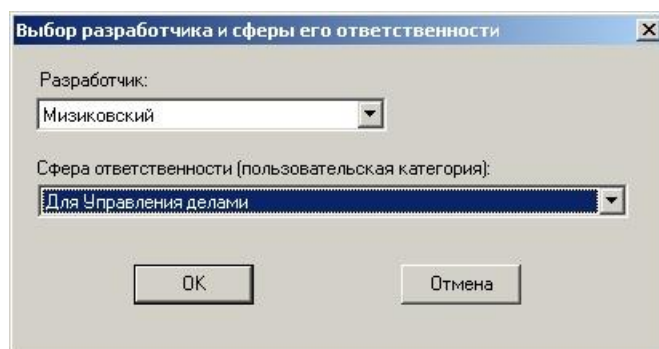 Выбор разработчика и сферы его ответственности
Разработчик:
Мизиковский
Сфера ответственности (пользовательская категория):
Для Управления делами
OK
Отмена